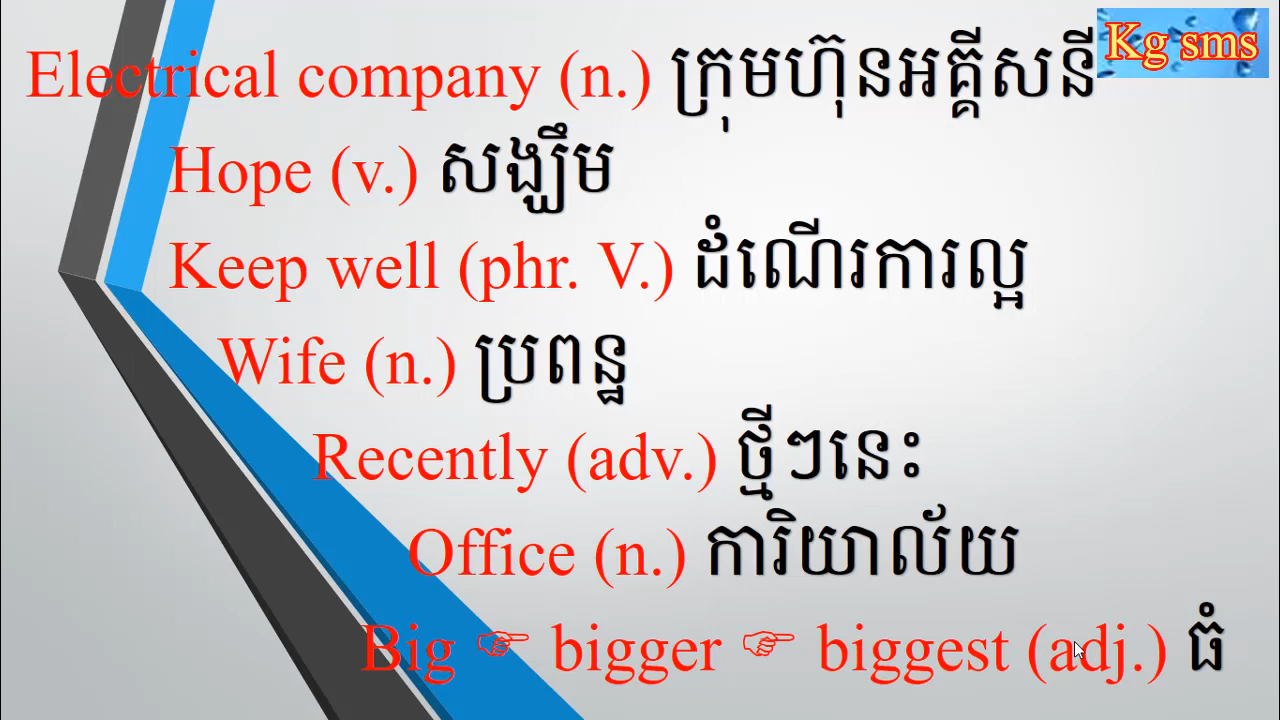 Kg sms
Electrical company (n.) ក្រុមហ៊ុនអគ្គីសនី
Hope (v.) សង្ឃឹម
Keep well (phr. V.) ដំណើរការល្អ
Wife (n.) ប្រពន្ឋ
Recently (adv.) ថ្មីៗនេះ
Office (n.) ការិយាល័យ
Big ☞ bigger ☞ biggest (adj.) ធំ